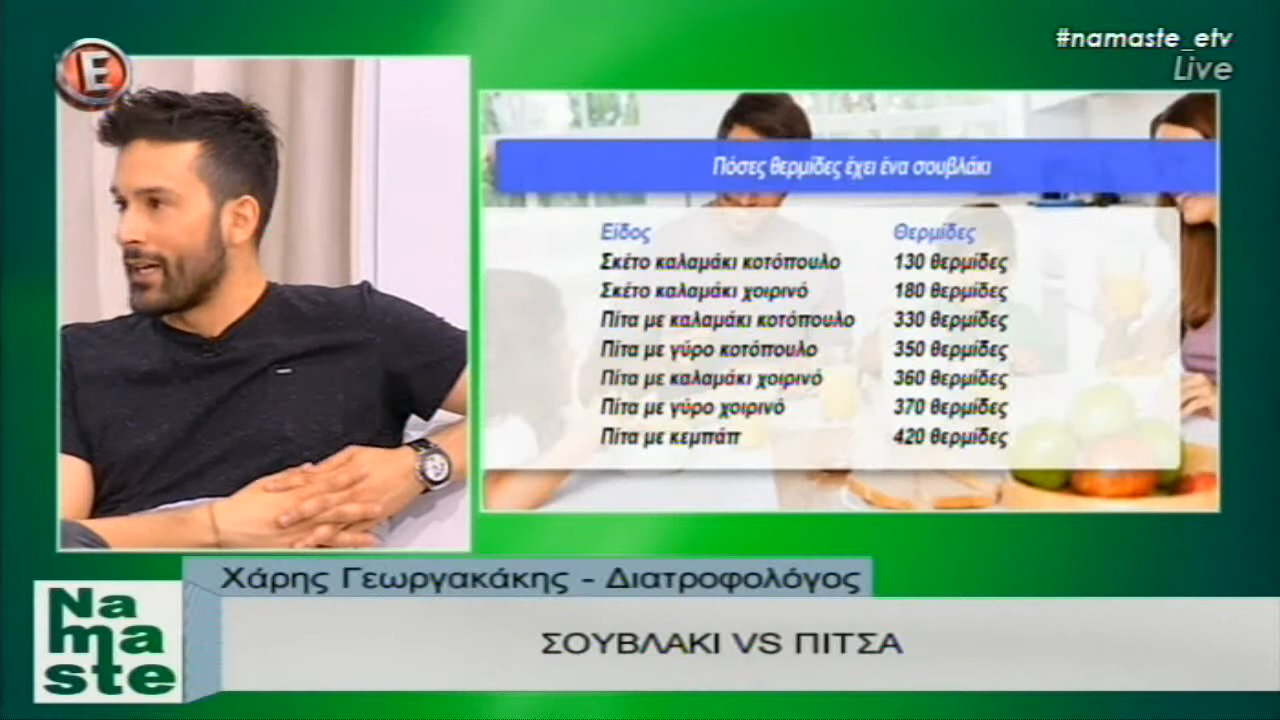 #namaste_etv
Live
E
Πόσες θερμίδες έχει ένα σουβλάκι
Είδος Θερμίδες
Σκέτο καλαμάκι κοτόπουλο 130 θερμίδες
Σκέτο καλαμάκι χοιρινό 180 θερμίδες
Πίτα με καλαμάκι κοτόπουλο 330 θερμίδες
Πίτα με γύρο κοτόπουλο 350 θερμίδες
Πίτα με καλαμάκι χοιρινό 360 θερμίδες
Πίτα με γύρο χοιρινό 370 θερμίδες
Πίτα με κεμπάπ 420 θερμίδες
Χάρης Γεωργακάκης - Διατροφολόγος
Na
ma
ste
ΣΟΥΒΛΑΚΙ VS ΠΙΤΣΑ